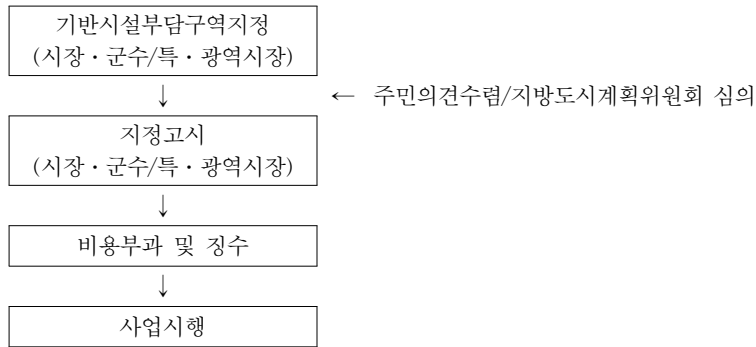 기반시설부담구역지정
(시장・군수/특・광역시장)
↓
← 주민의견수렴/지방도시계획위원회 심의
지정고시
(시장・군수/특・광역시장)
↓
비용부과 및 징수
↓
사업시행